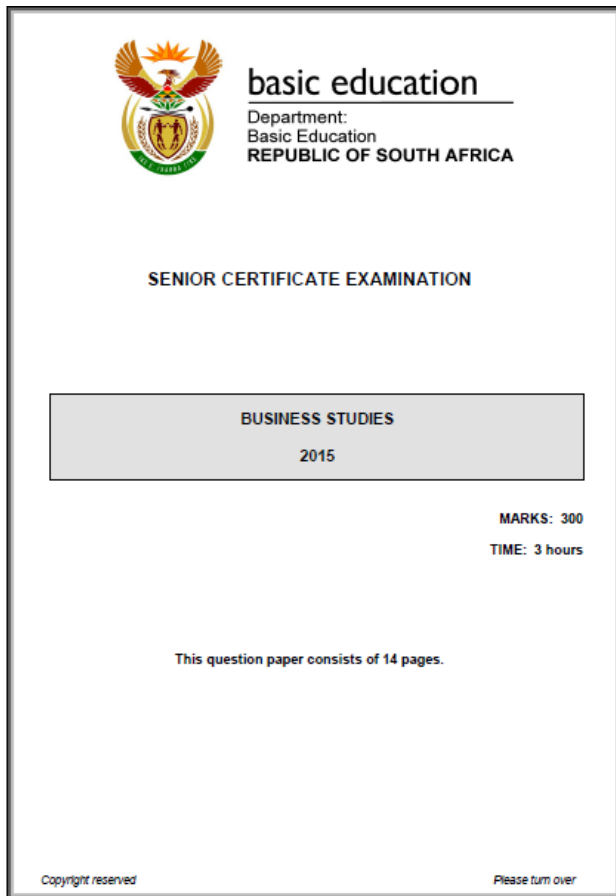 basic education
Department:
Basic Education
REPUBLIC OF SOUTH AFRICA
SENIOR CERTIFICATE EXAMINATION
BUSINESS STUDIES
2015
MARKS: 300
TIME: 3 hours
This question paper consists of 14 pages.
Copyright reserved
Please turn over